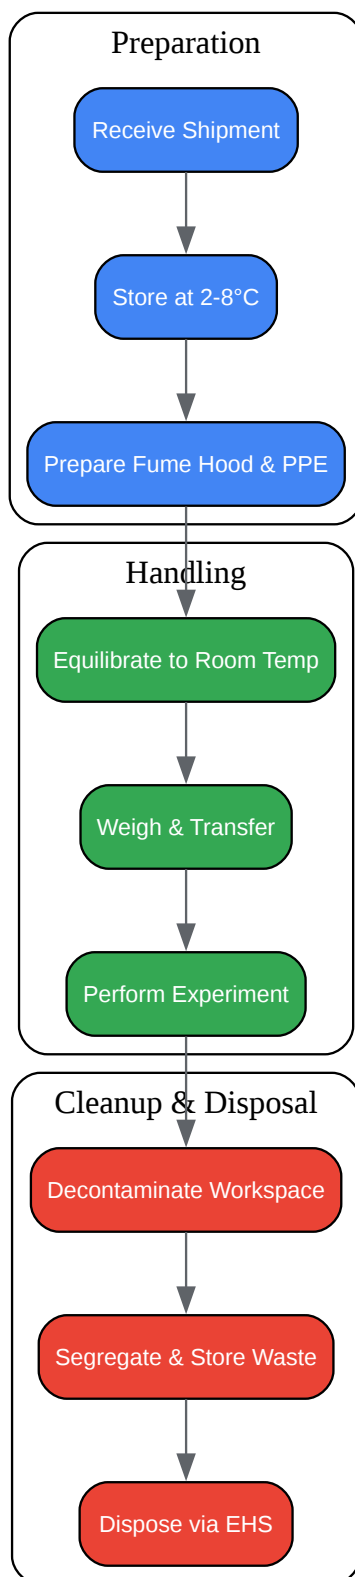 Preparation
Receive Shipment
Store at 2-8°C
Prepare Fume Hood & PPE
Handling
Equilibrate to Room Temp
Weigh & Transfer
Perform Experiment
Cleanup & Disposal
Decontaminate Workspace
Segregate & Store Waste
Dispose via EHS